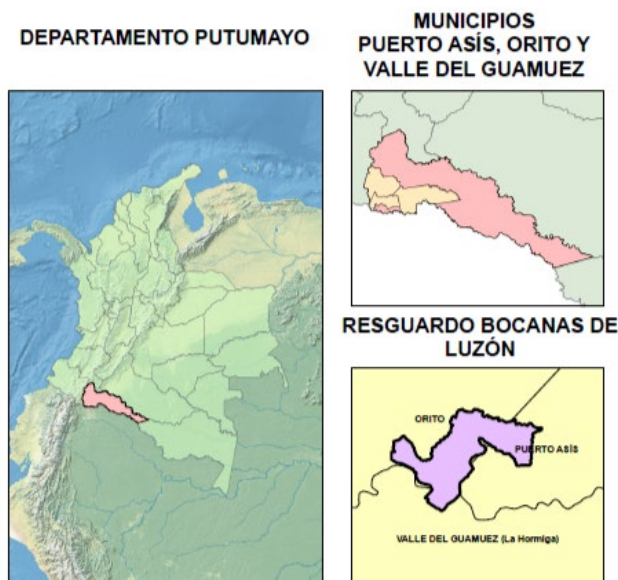 DEPARTAMENTO PUTUMAYO
MUNICIPIOS
PUERTO ASÍS, ORITO Y
VALLE DEL GUAMUEZ
RESGUARDO BOCANAS DE
LUZÓN
ORITO
PUERTO ASÍS
VALLE DEL GUAMUEZ (La Hormiga)